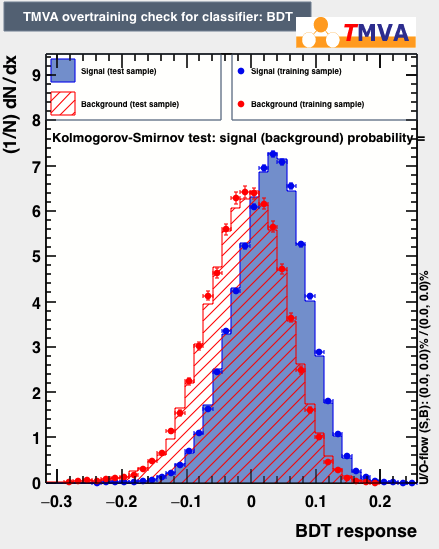 TMVA overtraining check for classifier: BDT
TMVA
(1/N) dN/dx
Signal (test sample)
Background (test sample)
Signal (training sample)
Background (training sample)
Kolmogorov-Smirnov test: signal (background) probability =
9
8
7
6
5
4
3
2
1
0
−0.3 −0.2 −0.1 0 0.1 0.2
BDT response
U/O-flow (S,B): (0.0, 0.0)% / (0.0, 0.0)%